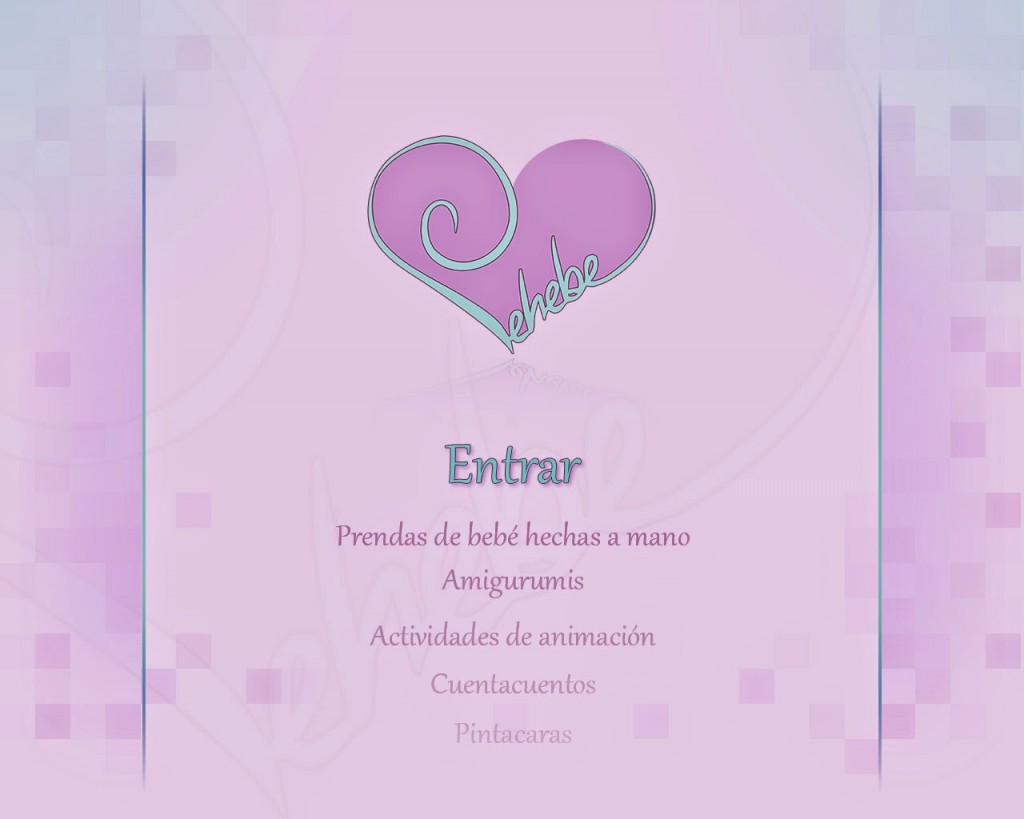 ehebe
Entrar
Prendas de bebé hechas a mano
Amigurumis
Actividades de animación
Cuentacuentos
Pintacaras